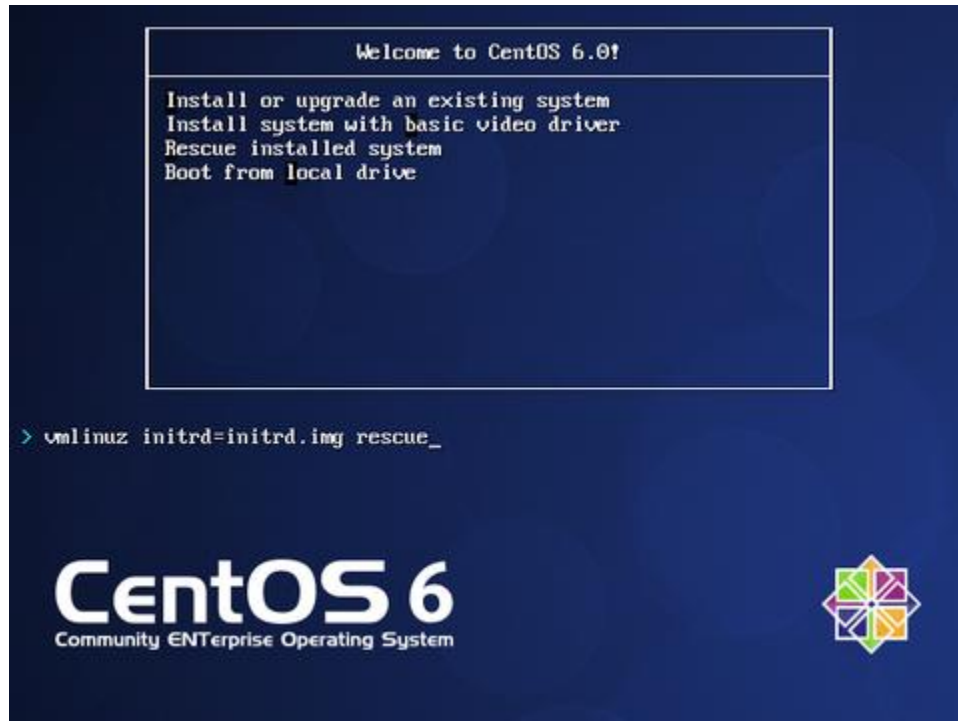 Welcome to CentOS 6.0!
Install or upgrade an existing system
Install system with basic video driver
Rescue installed system
Boot from local drive
> vmlinuz initrd=initrd.img rescue_
CentOS 6
Community ENTerprise Operating System